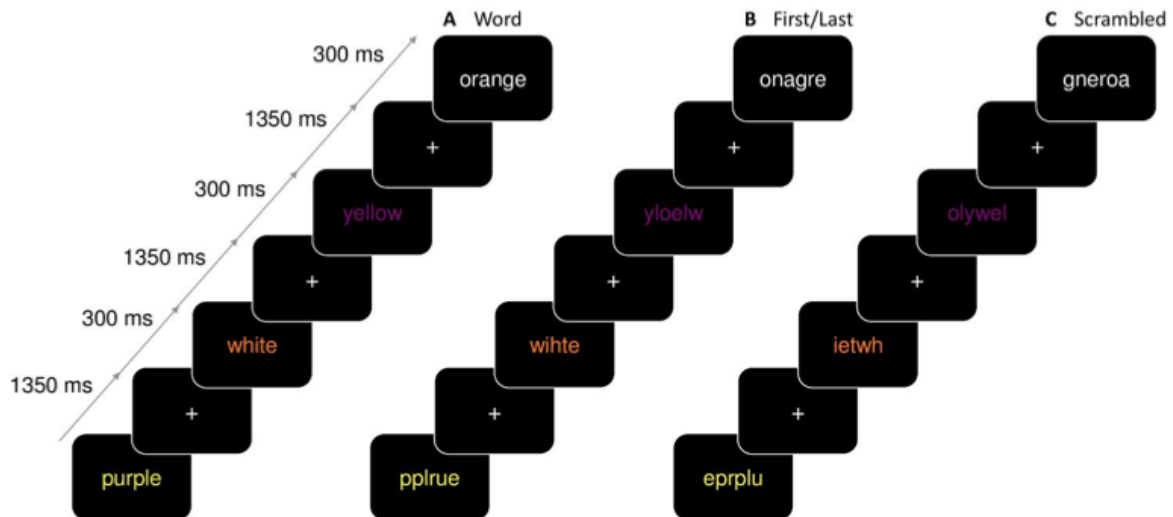 A Word
B First/Last
C Scrambled
300 ms
orange
onagre
gneroa
1350 ms
+
+
+
300 ms
yellow
yloelw
olywel
1350 ms
+
+
+
300 ms
white
wihte
ietwh
1350 ms
+
+
+
purple
pplrue
eprplu